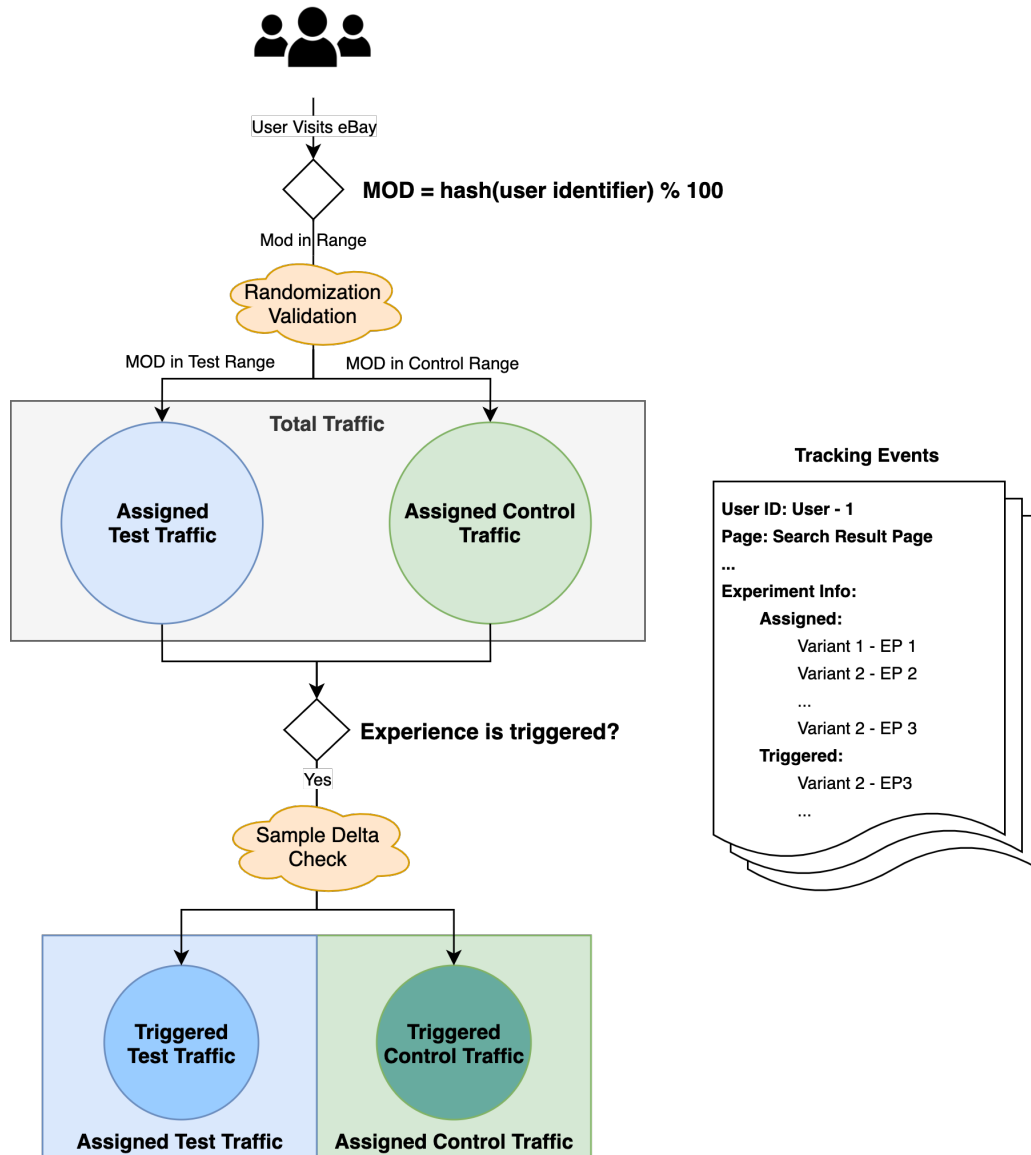 User Visits eBay
MOD = hash(user identifier) % 100
Mod in Range
Randomization
Validation
MOD in Test Range
MOD in Control Range
Total Traffic
Assigned
Test Traffic
Assigned Control
Traffic
Experience is triggered?
Yes
Sample Delta
Check
Triggered
Test Traffic
Triggered
Control Traffic
Assigned Test Traffic
Assigned Control Traffic
Tracking Events
User ID: User - 1
Page: Search Result Page
...
Experiment Info:
Assigned:
Variant 1 - EP 1
Variant 2 - EP 2
...
Variant 2 - EP 3
Triggered:
Variant 2 - EP3
...